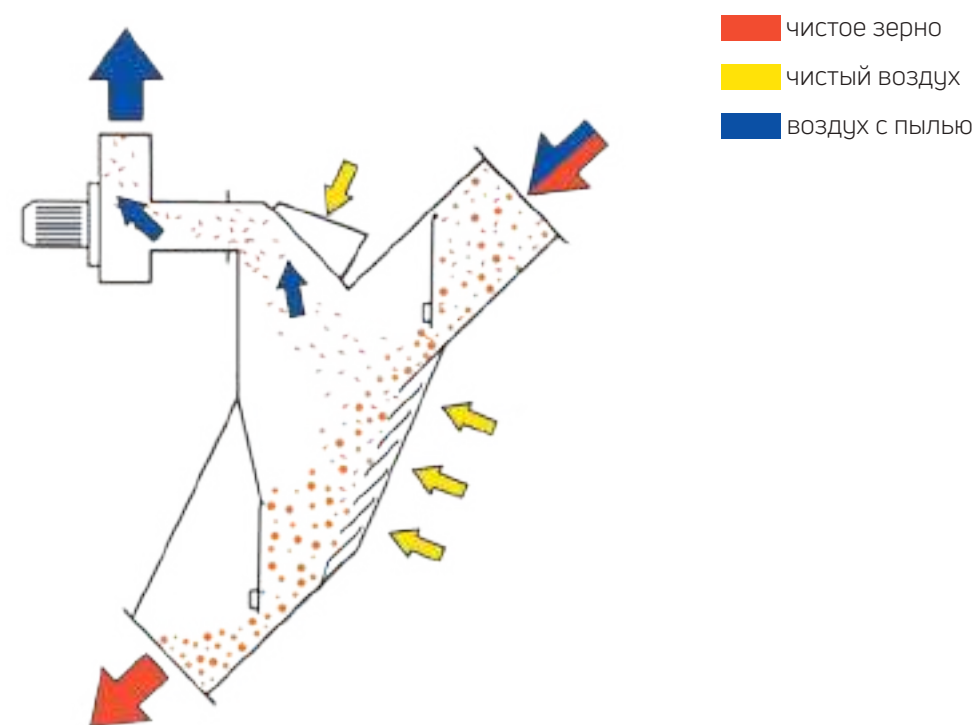 чистое зерно
чистый воздух
воздух с пылью